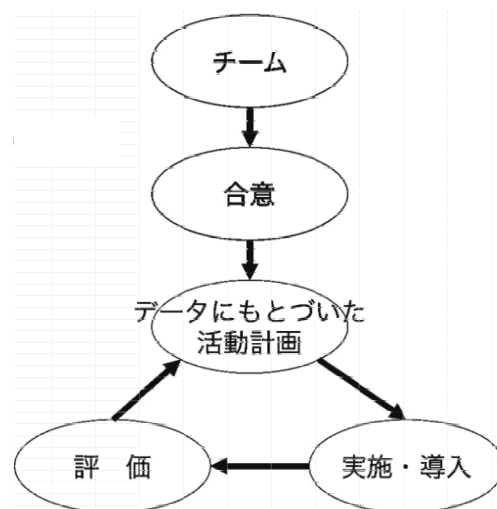 チーム
合意
データにもとづいた
活動計画
評　価
実施・導入